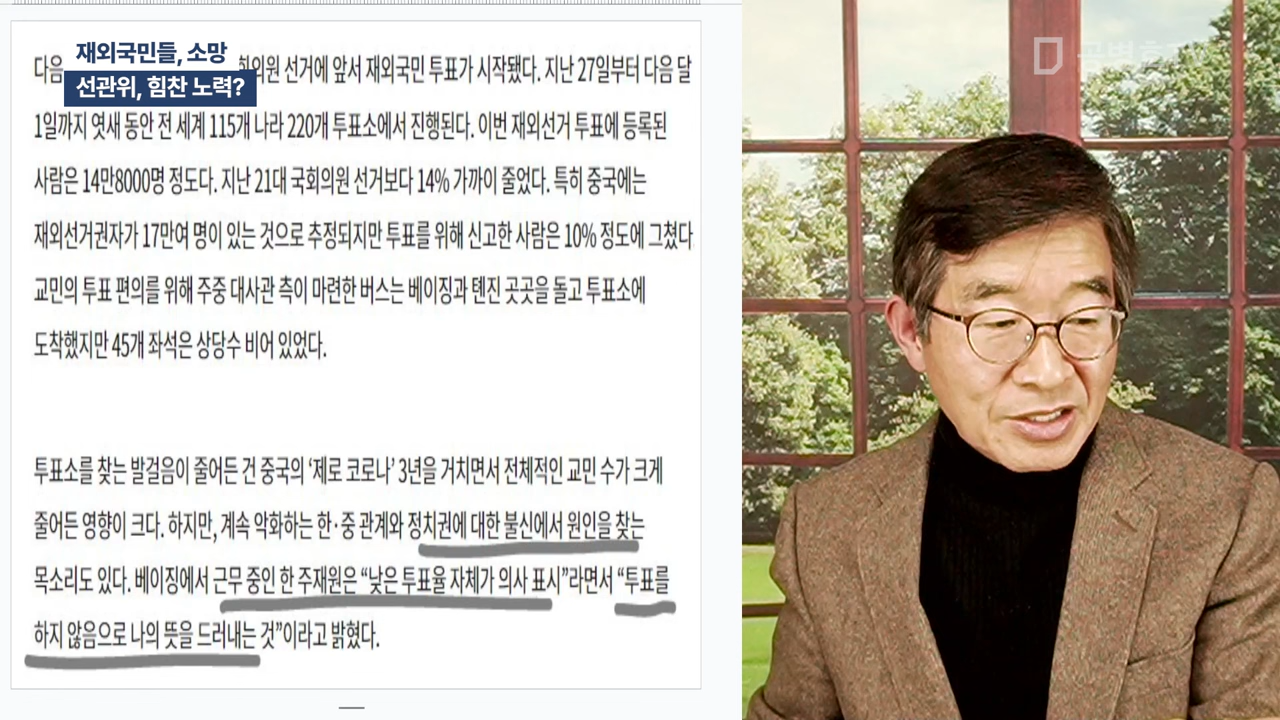 재외국민들, 소망
선관위, 힘찬 노력?
다음 회의원 선거에 앞서 재외국민 투표가 시작됐다. 지난 27일부터 다음 달
1일까지 엿새 동안 전 세계 115개 나라 220개 투표소에서 진행된다. 이번 재외선거 투표에 등록된
사람은 14만8000명 정도다. 지난 21대 국회의원 선거보다 14% 가까이 줄었다. 특히 중국에는
재외선거권자가 17만여 명이 있는 것으로 추정되지만 투표를 위해 신고한 사람은 10% 정도에 그쳤다
교민의 투표 편의를 위해 주중 대사관 측이 마련한 버스는 베이징과 톈진 곳곳을 돌고 투표소에
도착했지만 45개 좌석은 상당수 비어 있었다.
투표소를 찾는 발걸음이 줄어든 건 중국의 ‘제로 코로나’ 3년을 거치면서 전체적인 교민 수가 크게
줄어든 영향이 크다. 하지만, 계속 악화하는 한·중 관계와 정치권에 대한 불신에서 원인을 찾는
목소리도 있다. 베이징에서 근무 중인 한 주재원은 “낮은 투표율 자체가 의사 표시”라면서 “투표를
하지 않음으로 나의 뜻을 드러내는 것”이라고 밝혔다.